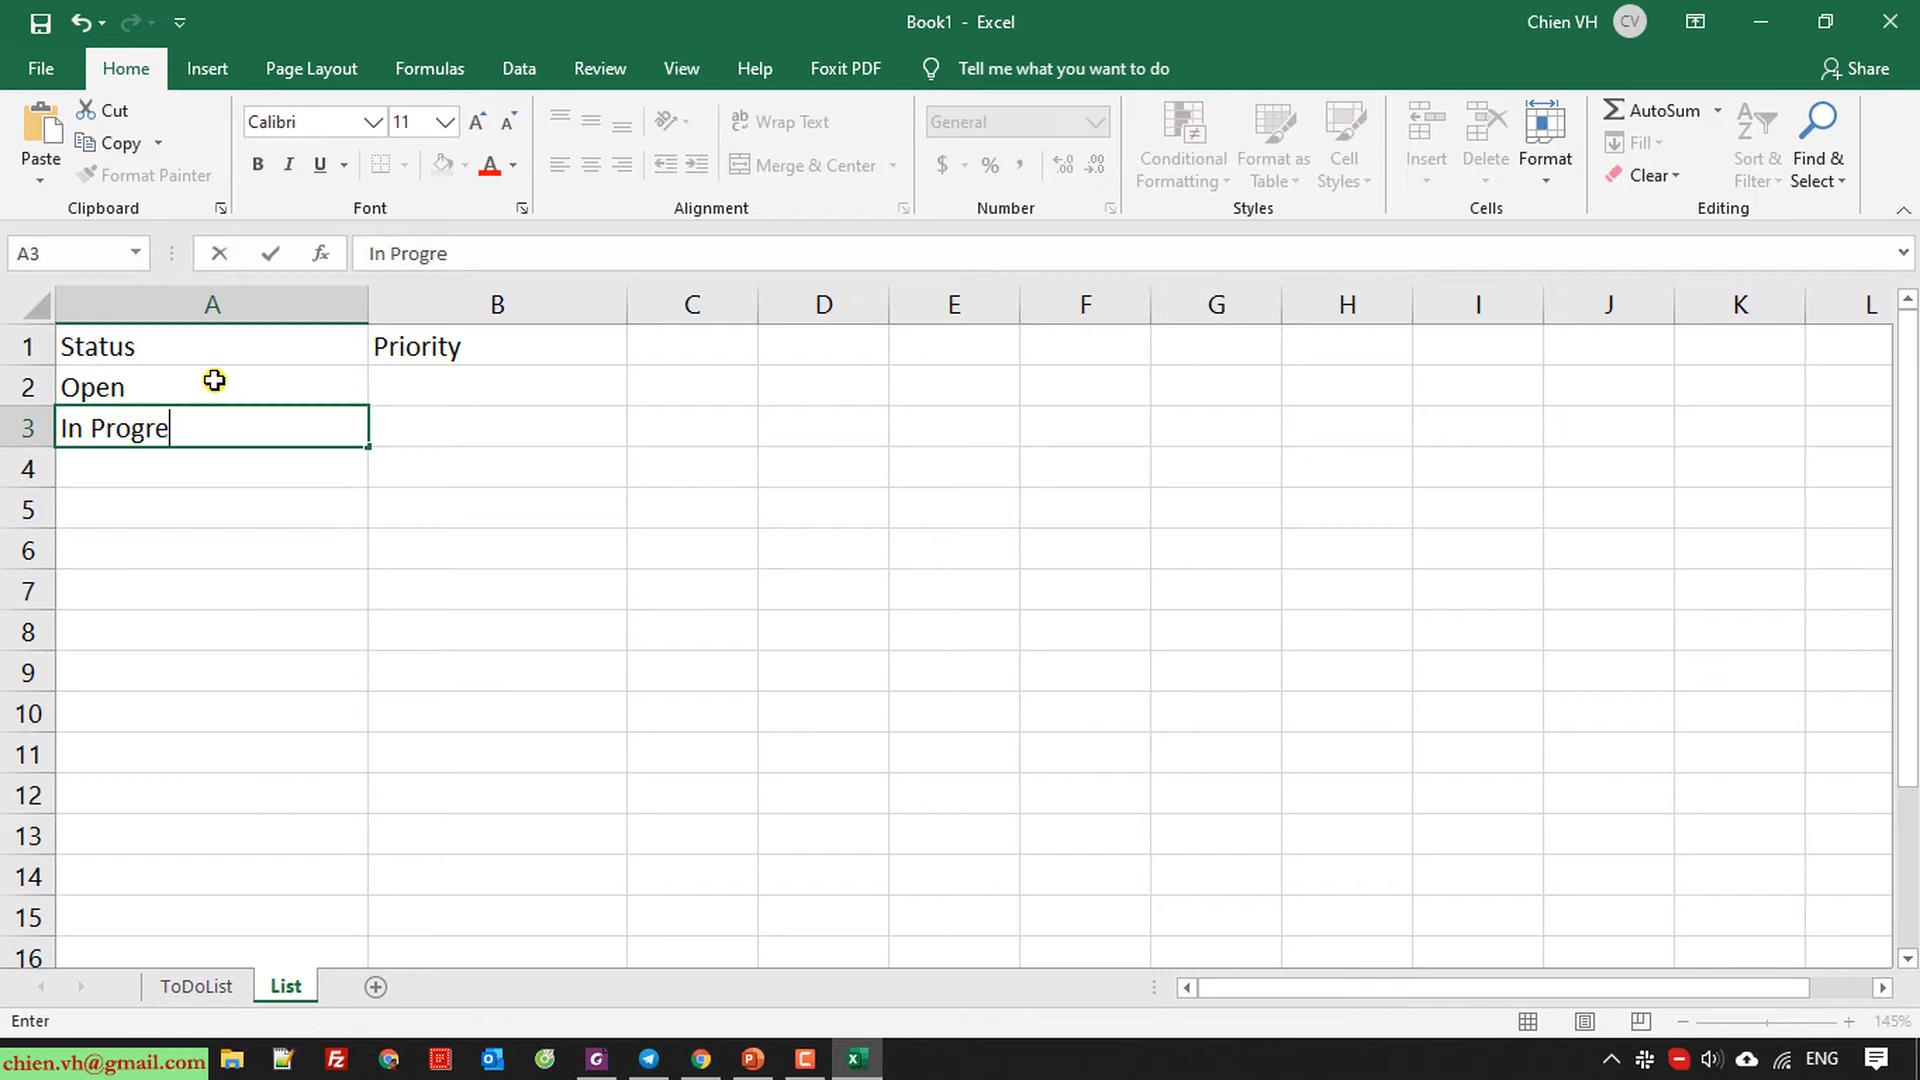 Book1 - Excel
Chien VH
CV
File Home Insert Page Layout Formulas Data Review View Help Foxit PDF Tell me what you want to do Share
Paste
Cut
Copy
Format Painter
Clipboard
Calibri 11
B I U A
Font
ab Wrap Text
Merge & Center
Alignment
General
$ % ,
Number
Conditional Formatting
Format as Table
Cell Styles
Styles
Insert
Delete
Format
Cells
AutoSum
Fill
Clear
Sort & Filter
Find & Select
Editing
A3 fx In Progre
A B C D E F G H I J K L
1 Status Priority
2 Open
3 In Progre
4
5
6
7
8
9
10
11
12
13
14
15
16
ToDoList List
Enter 145%
chien.vh@gmail.com ENG